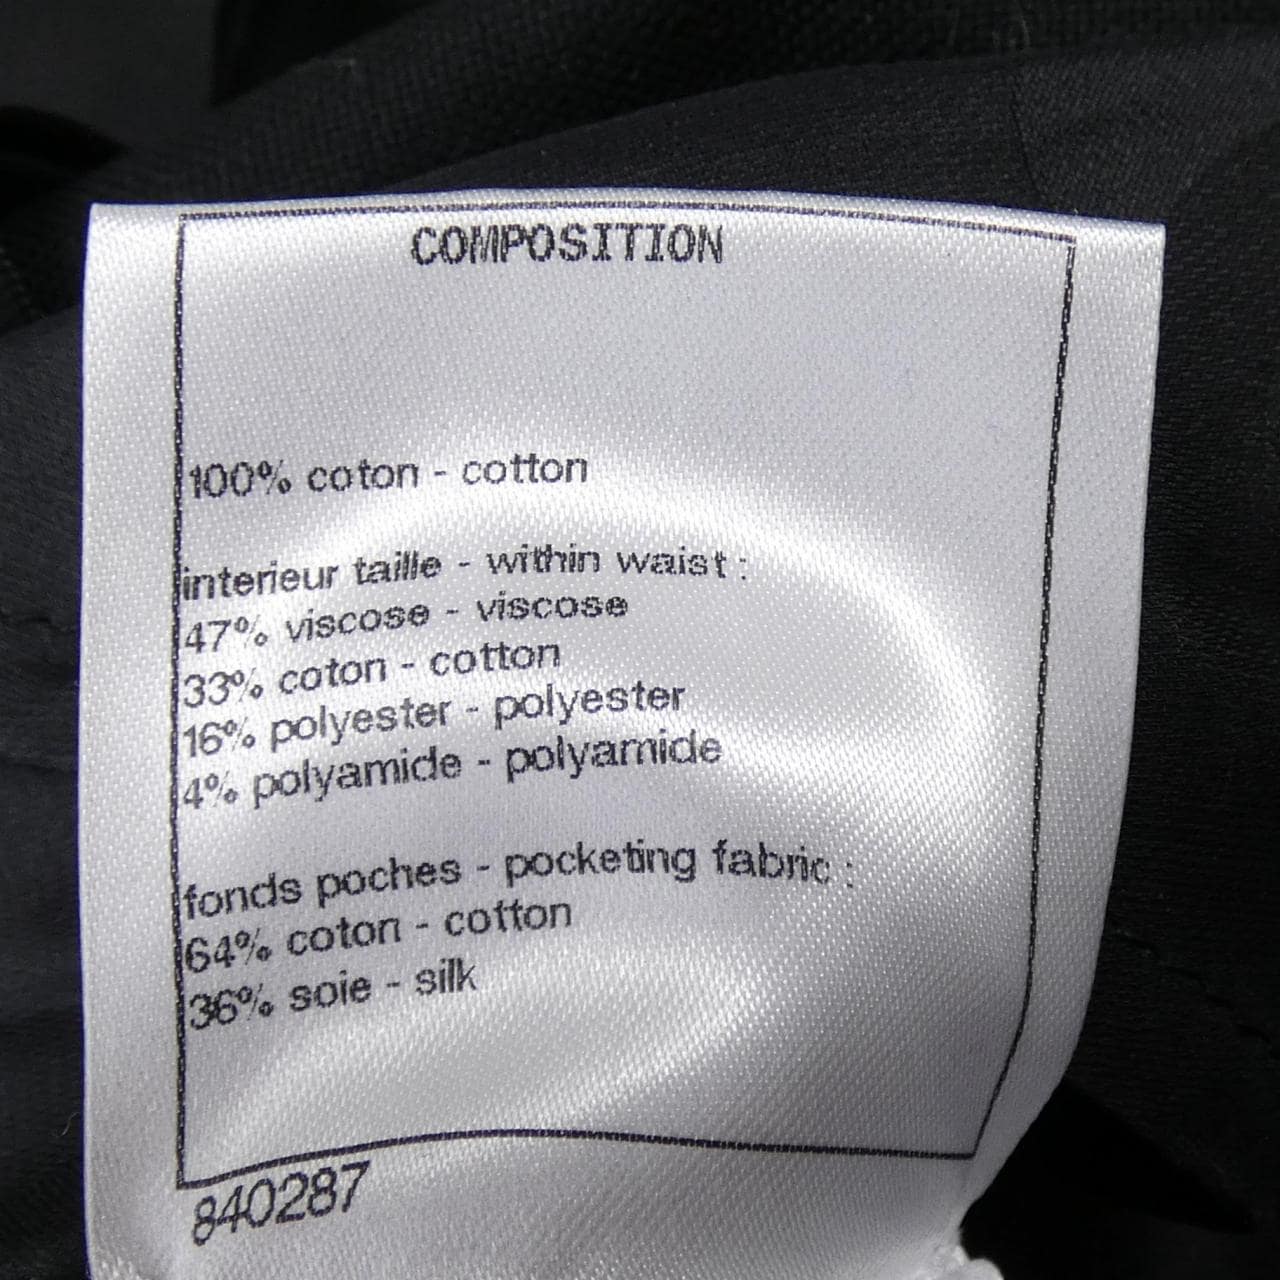 COMPOSITION
100% coton - cotton
interieur taille - within waist :
47% viscose - viscose
33% coton - cotton
16% polyester - polyester
4% polyamide - polyamide
fonds poches - pocketing fabric :
64% coton - cotton
36% soie - silk
840287